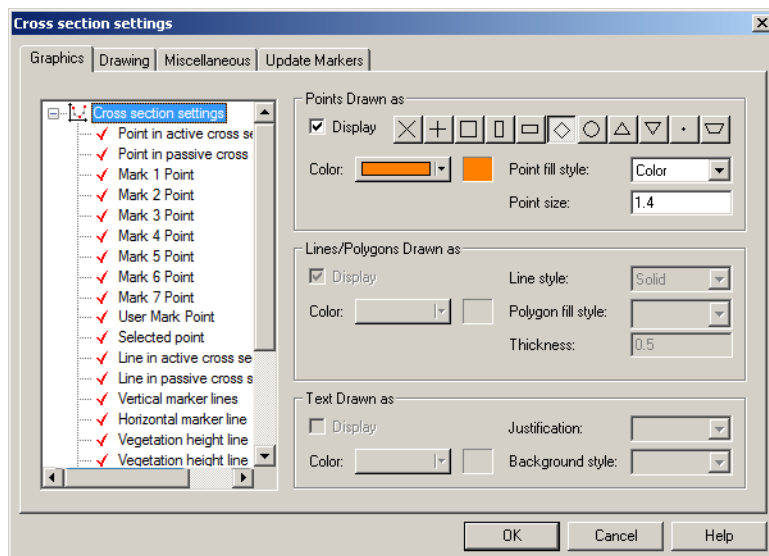 Cross section settings
Graphics Drawing Miscellaneous Update Markers
Cross section settings
Point in active cross se
Point in passive cross
Mark 1 Point
Mark 2 Point
Mark 3 Point
Mark 4 Point
Mark 5 Point
Mark 6 Point
Mark 7 Point
User Mark Point
Selected point
Line in active cross se
Line in passive cross s
Vertical marker lines
Horizontal marker line
Vegetation height line
Vegetation height line
Points Drawn as
Display
Color: Point fill style: Color
Point size: 1.4
Lines/Polygons Drawn as
Display Line style: Solid
Color: Polygon fill style:
Thickness: 0.5
Text Drawn as
Display Justification:
Color: Background style:
OK Cancel Help